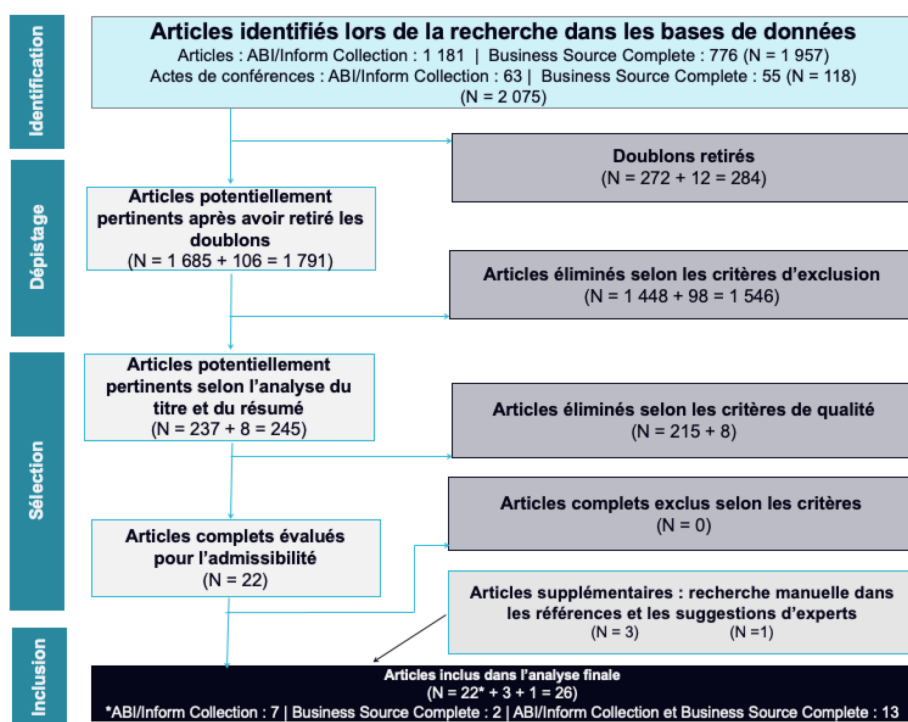 Identification
Articles identifiés lors de la recherche dans les bases de données
Articles : ABI/Inform Collection : 1 181 | Business Source Complete : 776 (N = 1 957)
Actes de conférences : ABI/Inform Collection : 63 | Business Source Complete : 55 (N = 118)
(N = 2 075)
Doublons retirés
(N = 272 + 12 = 284)
Dépistage
Articles potentiellement
pertinents après avoir retiré les
doublons
(N = 1 685 + 106 = 1 791)
Articles éliminés selon les critères d’exclusion
(N = 1 448 + 98 = 1 546)
Sélection
Articles potentiellement
pertinents selon l’analyse du
titre et du résumé
(N = 237 + 8 = 245)
Articles éliminés selon les critères de qualité
(N = 215 + 8)
Articles complets évalués
pour l’admissibilité
(N = 22)
Articles complets exclus selon les critères
(N = 0)
Articles supplémentaires : recherche manuelle dans
les références et les suggestions d’experts
(N = 3) (N =1)
Inclusion
Articles inclus dans l’analyse finale
(N = 22* + 3 + 1 = 26)
*ABI/Inform Collection : 7 | Business Source Complete : 2 | ABI/Inform Collection et Business Source Complete : 13